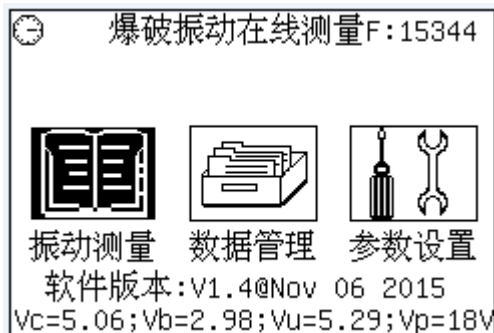 爆破振动在线测量F:15344
振动测量 数据管理 参数设置
软件版本:V1.4@Nov 06 2015
Vc=5.06;Vb=2.98;Vu=5.29;Vp=18V